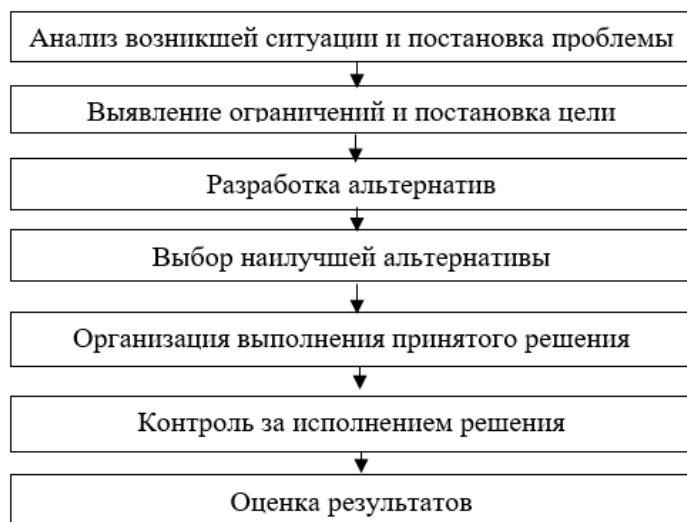 Анализ возникшей ситуации и постановка проблемы
Выявление ограничений и постановка цели
Разработка альтернатив
Выбор наилучшей альтернативы
Организация выполнения принятого решения
Контроль за исполнением решения
Оценка результатов